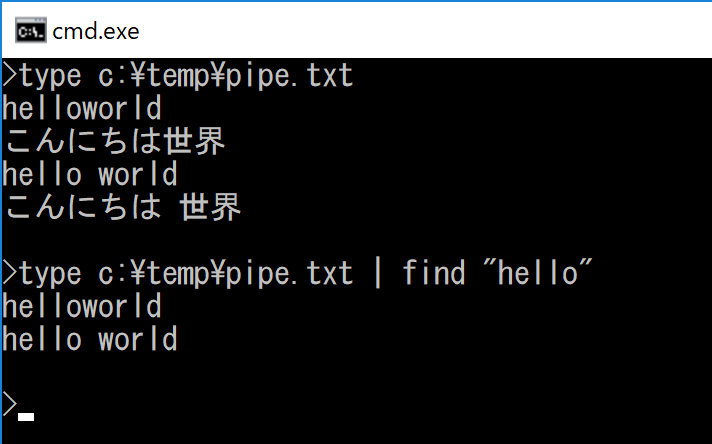 C:\_
cmd.exe
>type c:¥temp¥pipe.txt
helloworld
こんにちは世界
hello world
こんにちは 世界
>type c:¥temp¥pipe.txt | find "hello"
helloworld
hello world
>